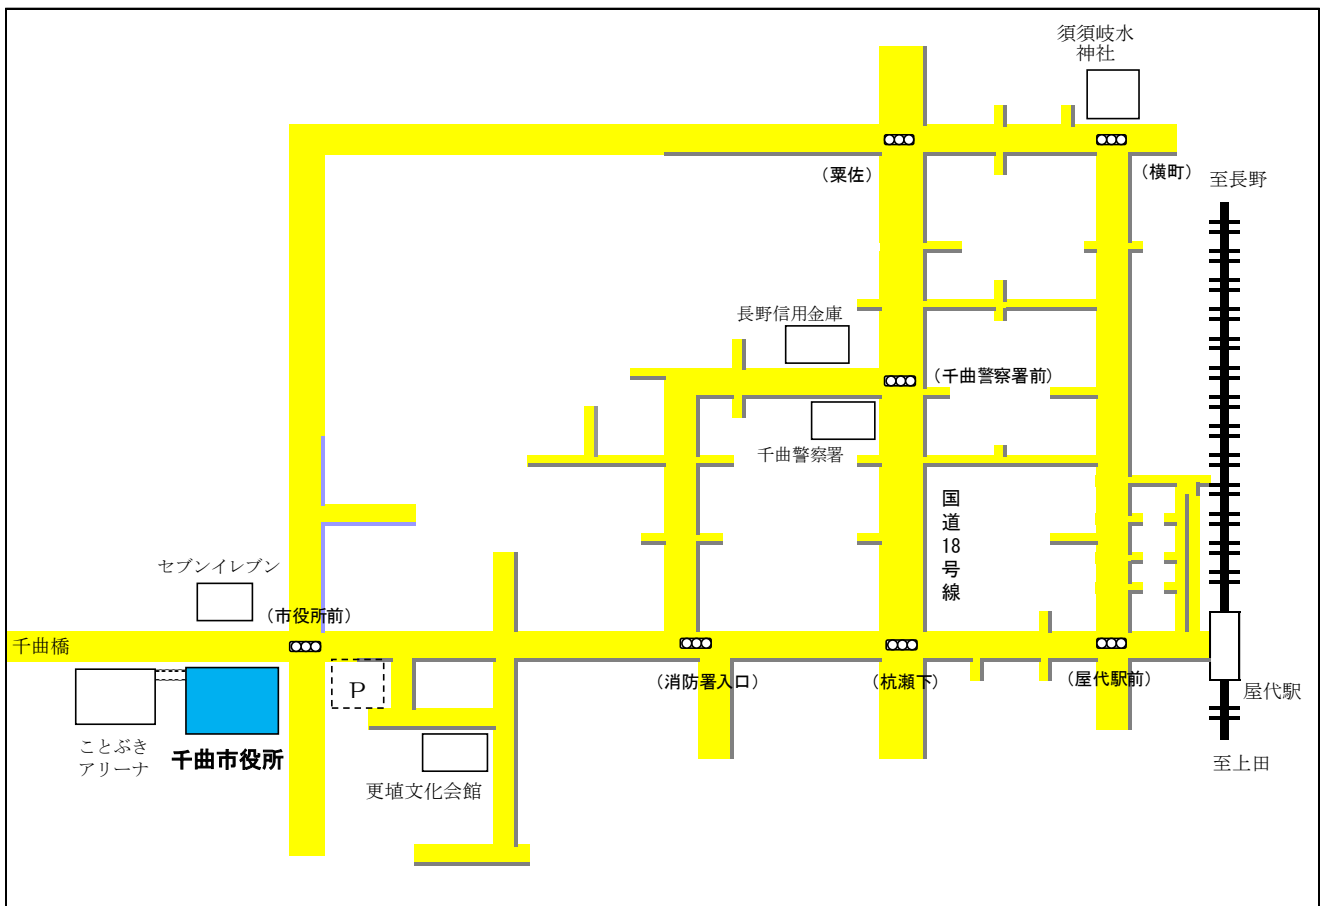 須須岐水
神社
(粟佐)
(横町)
至長野
長野信用金庫
(千曲警察署前)
千曲警察署
国
道
18
号
線
セブンイレブン
(市役所前)
千曲橋
P
(消防署入口)
(杭瀬下)
(屋代駅前)
屋代駅
ことぶき
アリーナ
千曲市役所
更埴文化会館
至上田